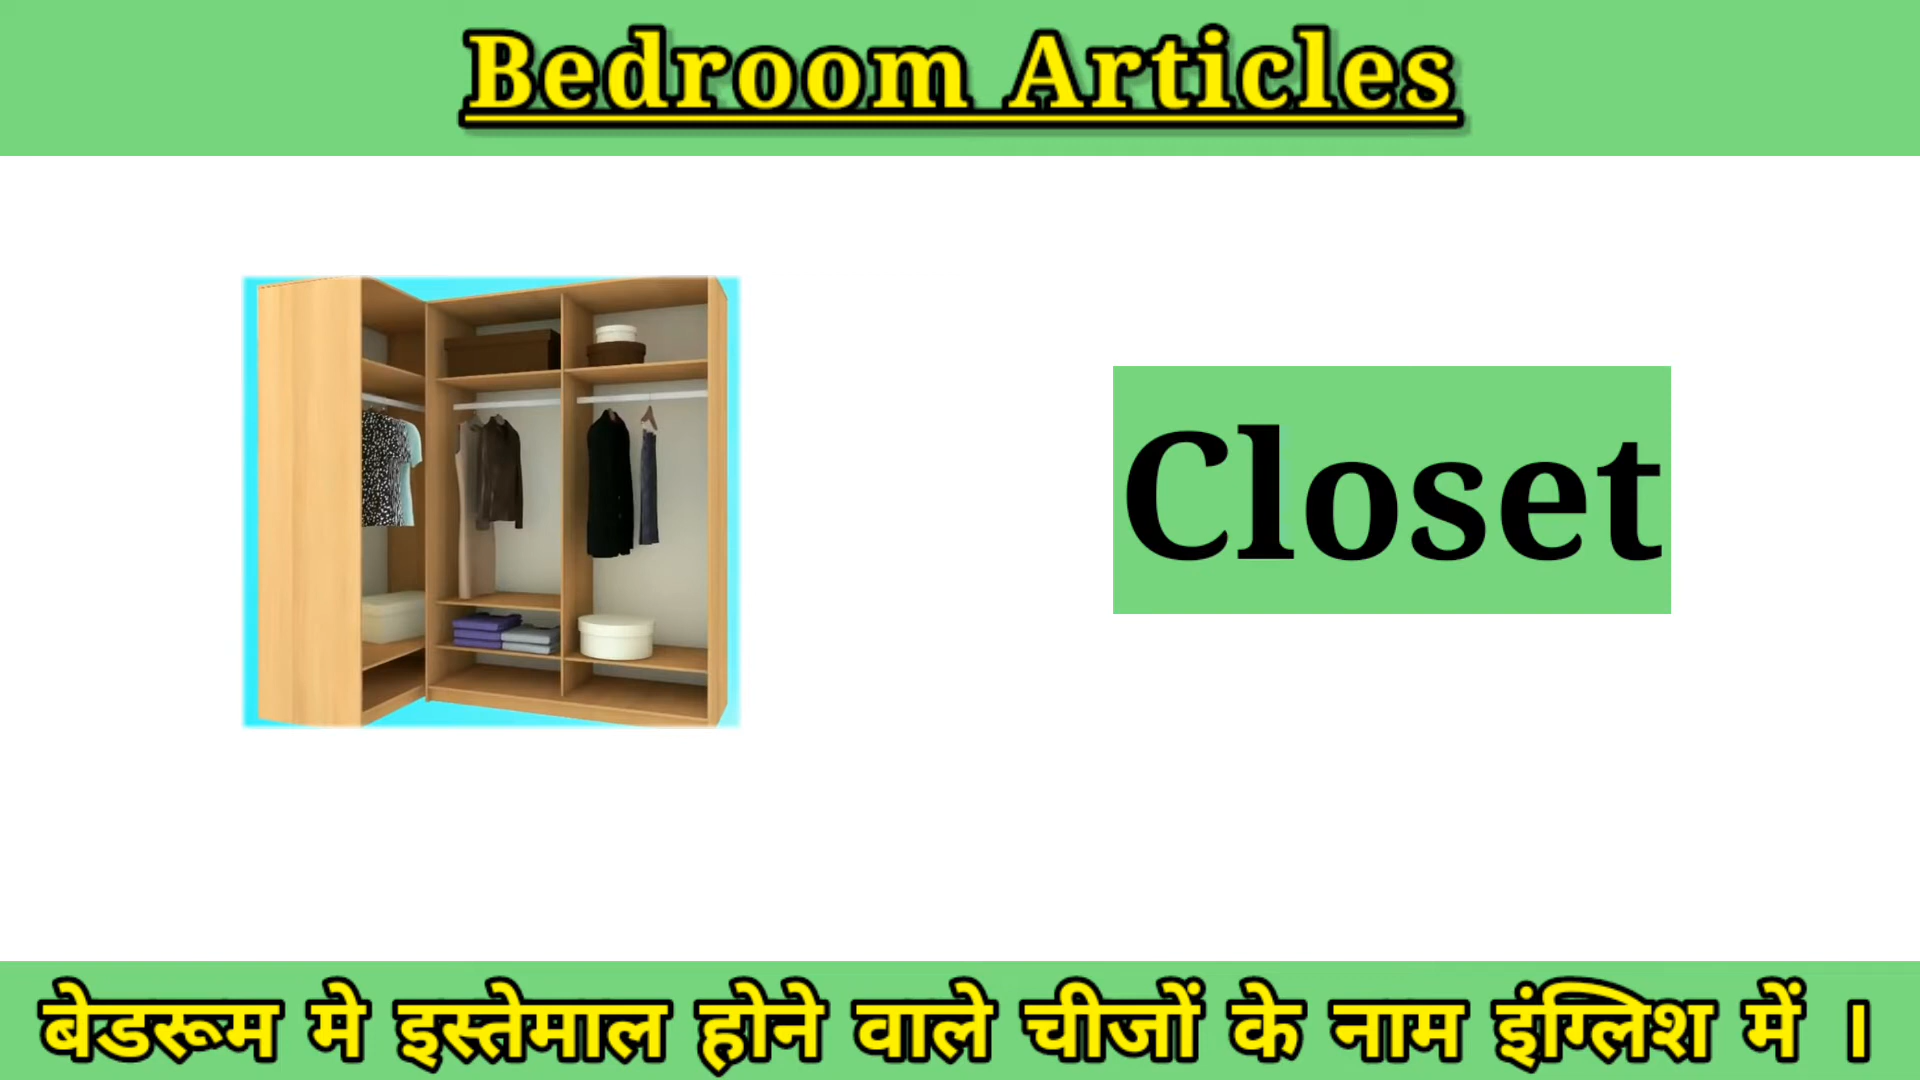 Bedroom Articles
Closet
बेडरूम मे इस्तेमाल होने वाले चीजों के नाम इंग्लिश में ।